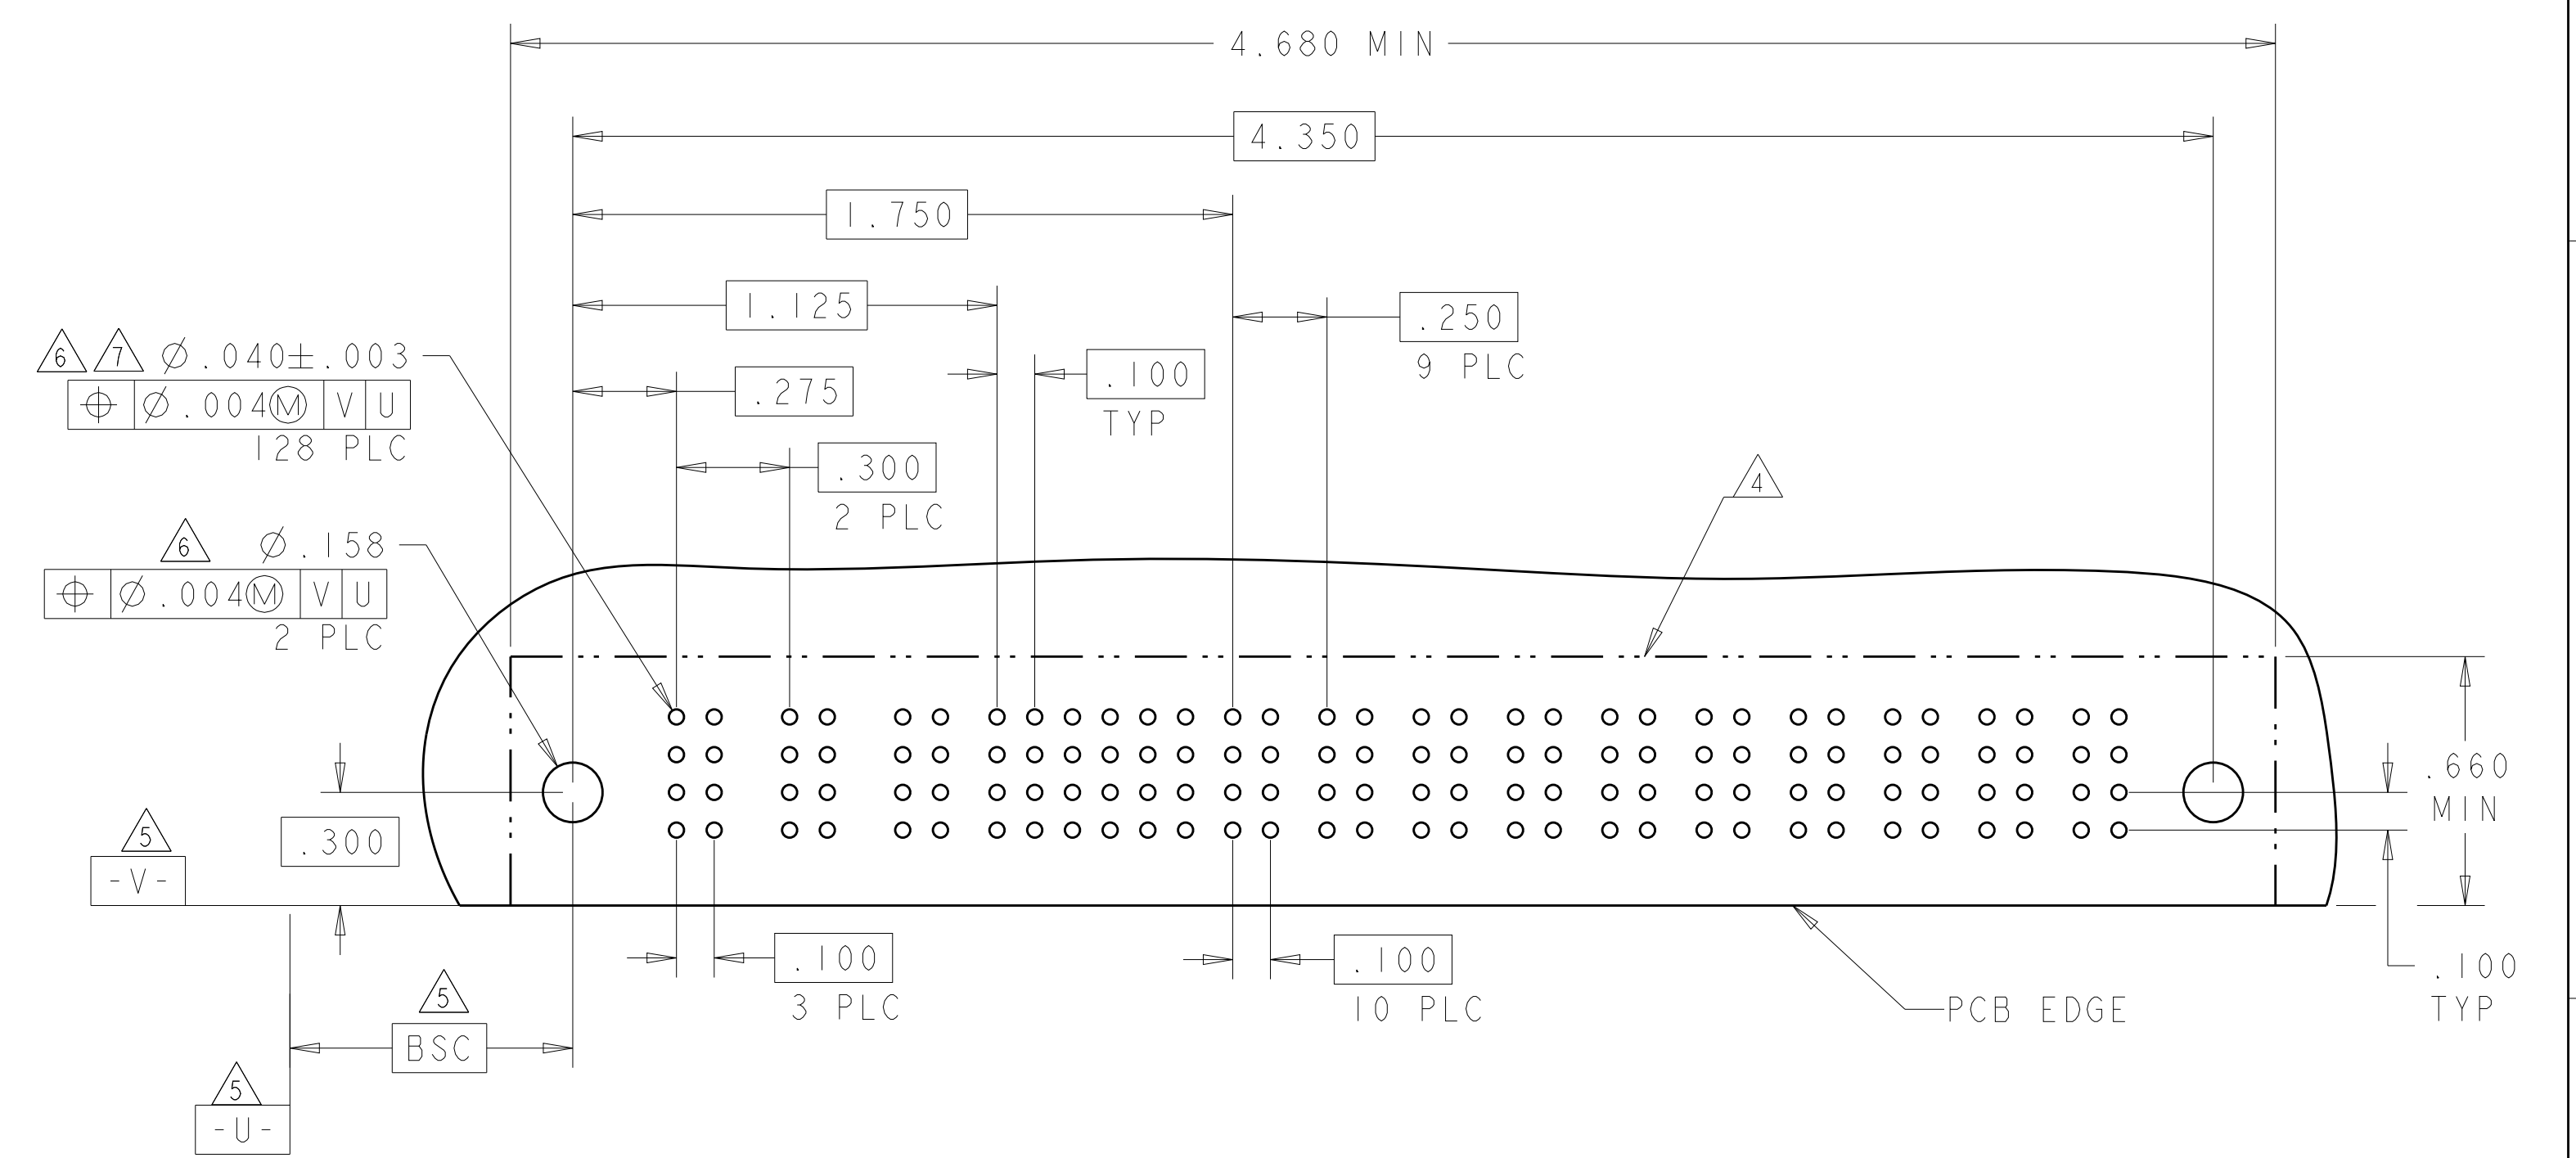 4.680 MIN
4.350
1.750
1.125
.250
9 PLC
6 7 Ø.040±.003
⌖ Ø.004Ⓜ V U
128 PLC
.100
TYP
.275
.300
2 PLC
4
6 Ø.158
⌖ Ø.004Ⓜ V U
2 PLC
.660
MIN
5
-V-
.300
.100
3 PLC
.100
10 PLC
PCB EDGE
.100
TYP
5
BSC
5
-U-